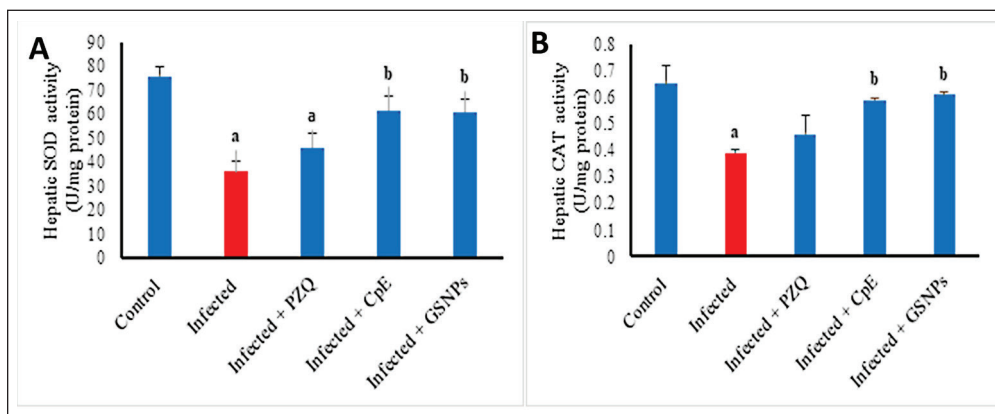 A
Hepatic SOD activity
(U/mg protein)
90
80
70
60
50
40
30
20
10
0
a
a
b
b
Control
Infected
Infected + PZQ
Infected + CpE
Infected + GSNPs
B
Hepatic CAT activity
(U/mg protein)
0.8
0.7
0.6
0.5
0.4
0.3
0.2
0.1
0
a
b
b
Control
Infected
Infected + PZQ
Infected + CpE
Infected + GSNPs